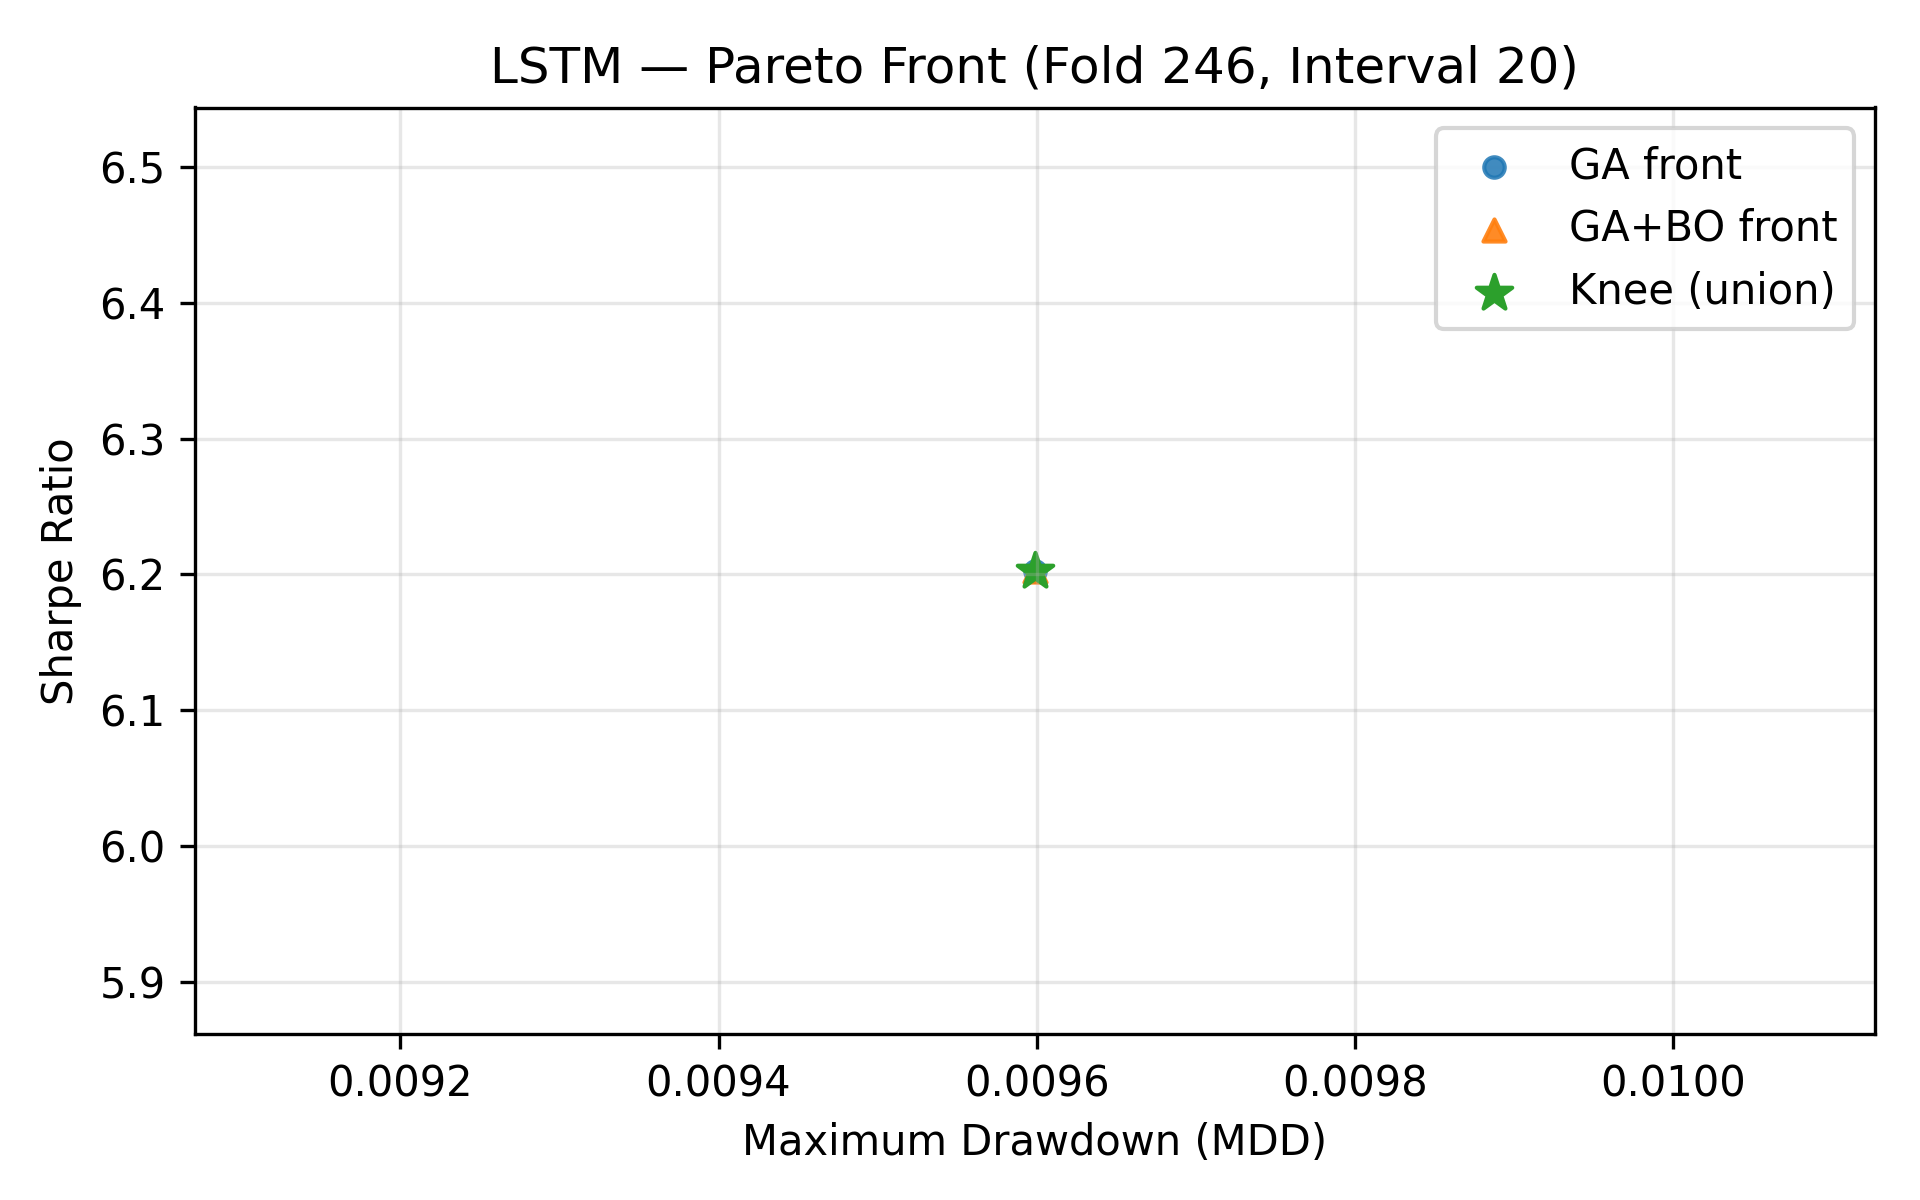 LSTM — Pareto Front (Fold 246, Interval 20)
GA front
GA+BO front
Knee (union)
Sharpe Ratio
6.5
6.4
6.3
6.2
6.1
6.0
5.9
0.0092 0.0094 0.0096 0.0098 0.0100
Maximum Drawdown (MDD)